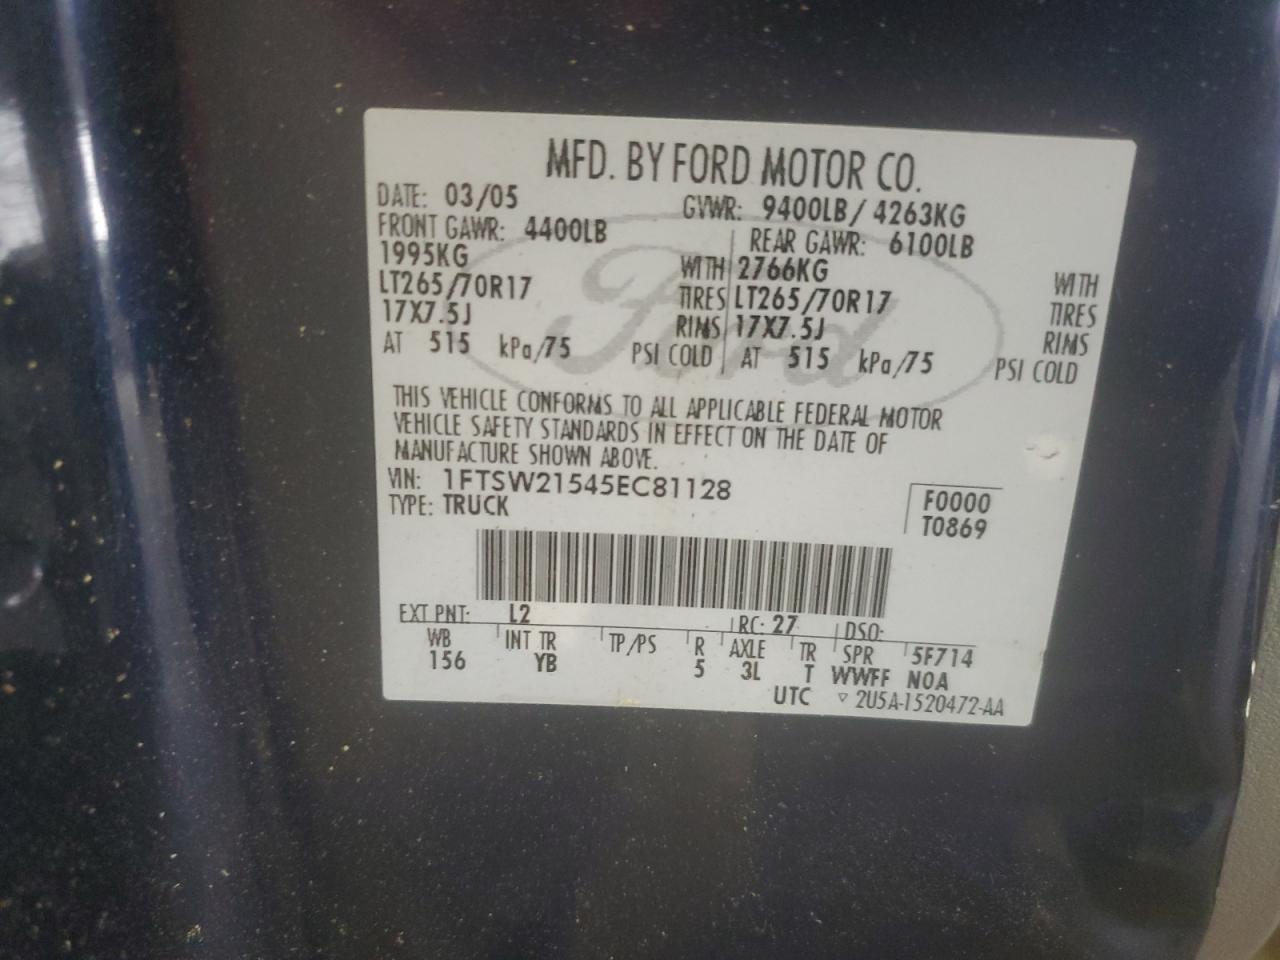 MFD. BY FORD MOTOR CO.
DATE: 03/05 GVWR: 9400LB / 4263KG
FRONT GAWR: 4400LB REAR GAWR: 6100LB
1995KG WITH 2766KG WITH
LT265/70R17 TIRES LT265/70R17 TIRES
17X7.5J RIMS 17X7.5J RIMS
AT 515 kPa/75 PSI COLD AT 515 kPa/75 PSI COLD
Ford
THIS VEHICLE CONFORMS TO ALL APPLICABLE FEDERAL MOTOR
VEHICLE SAFETY STANDARDS IN EFFECT ON THE DATE OF
MANUFACTURE SHOWN ABOVE.
VIN: 1FTSW21545EC81128
TYPE: TRUCK
F0000
T0869
EXT PNT: L2 RC: 27 DSO:
WB INT TR TP/PS R AXLE TR SPR 5F714
156 YB 5 3L T WWFF NOA
UTC ▽ 2U5A-1520472-AA